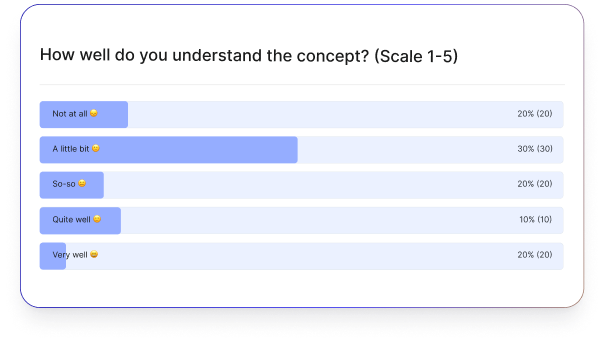 How well do you understand the concept? (Scale 1-5)
Not at all 😑 20% (20)
A little bit 😑 30% (30)
So-so 😑 20% (20)
Quite well 😑 10% (10)
Very well 😀 20% (20)